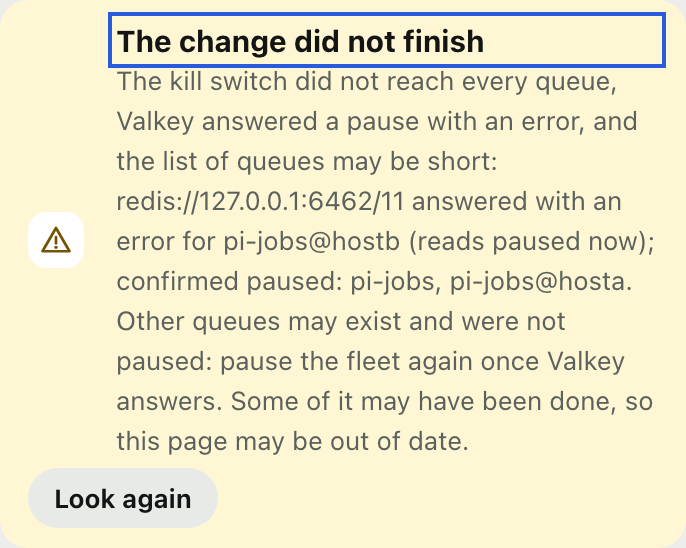 The change did not finish
The kill switch did not reach every queue,
Valkey answered a pause with an error, and
the list of queues may be short:
redis://127.0.0.1:6462/11 answered with an
error for pi-jobs@hostb (reads paused now);
confirmed paused: pi-jobs, pi-jobs@hosta.
Other queues may exist and were not
paused: pause the fleet again once Valkey
answers. Some of it may have been done, so
this page may be out of date.
Look again